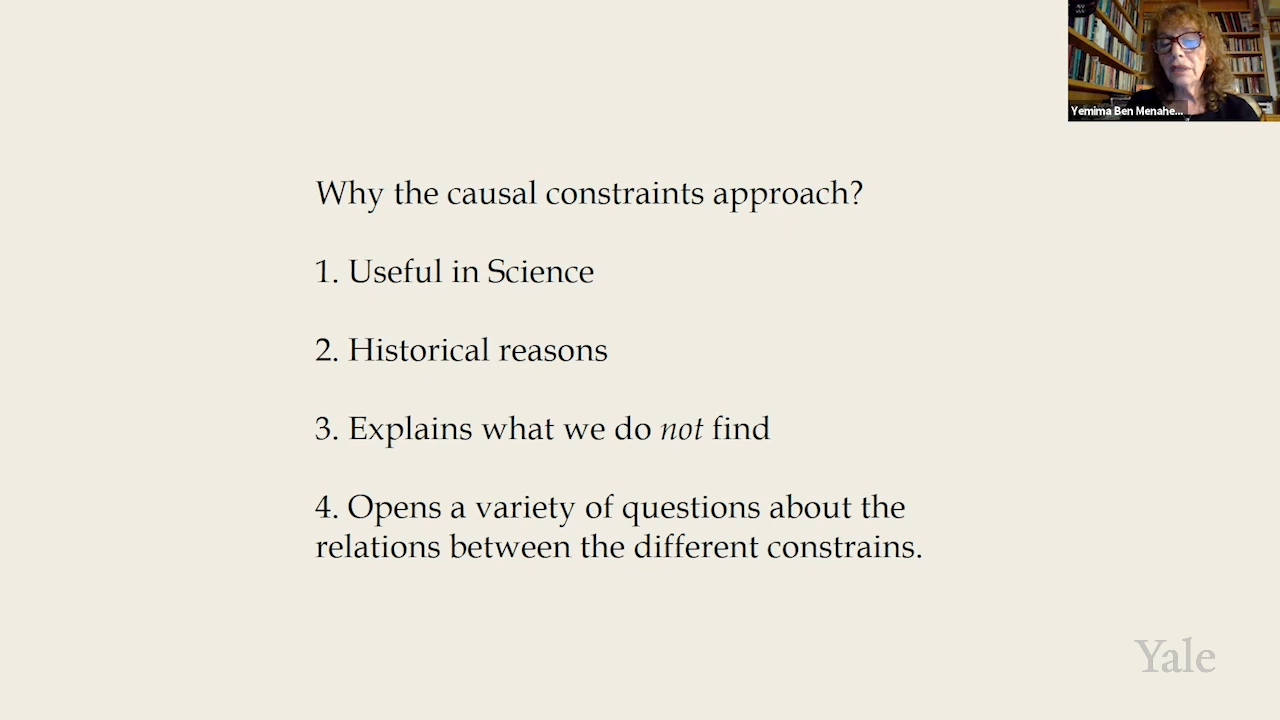 Yemima Ben Menahe...
Why the causal constraints approach?
1. Useful in Science
2. Historical reasons
3. Explains what we do not find
4. Opens a variety of questions about the
relations between the different constrains.
Yale